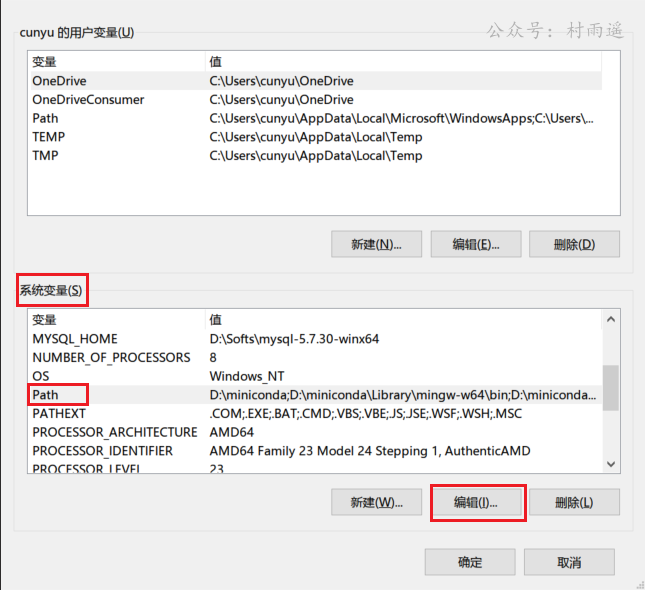 公众号：村雨遥
cunyu 的用户变量(U)
变量 值
OneDrive C:\Users\cunyu\OneDrive
OneDriveConsumer C:\Users\cunyu\OneDrive
Path C:\Users\cunyu\AppData\Local\Microsoft\WindowsApps;C:\Users\...
TEMP C:\Users\cunyu\AppData\Local\Temp
TMP C:\Users\cunyu\AppData\Local\Temp
新建(N)... 编辑(E)... 删除(D)
系统变量(S)
变量 值
MYSQL_HOME D:\Softs\mysql-5.7.30-winx64
NUMBER_OF_PROCESSORS 8
OS Windows_NT
Path D:\miniconda;D:\miniconda\Library\mingw-w64\bin;D:\miniconda...
PATHEXT .COM;.EXE;.BAT;.CMD;.VBS;.VBE;.JS;.JSE;.WSF;.WSH;.MSC
PROCESSOR_ARCHITECTURE AMD64
PROCESSOR_IDENTIFIER AMD64 Family 23 Model 24 Stepping 1, AuthenticAMD
PROCESSOR_LEVEL 23
新建(W)... 编辑(I)... 删除(L)
确定 取消